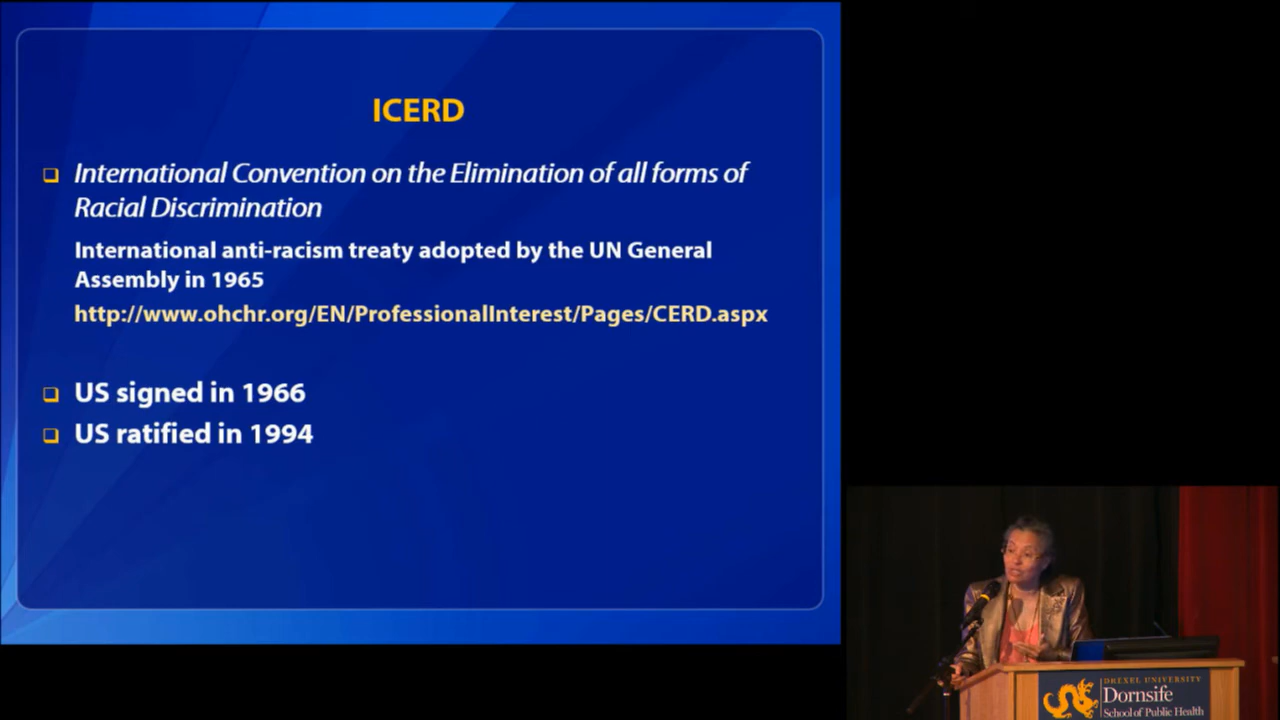 ICERD
International Convention on the Elimination of all forms of
Racial Discrimination
International anti-racism treaty adopted by the UN General
Assembly in 1965
http://www.ohchr.org/EN/ProfessionalInterest/Pages/CERD.aspx
US signed in 1966
US ratified in 1994
DREXEL UNIVERSITY
Dornsife
School of Public Health